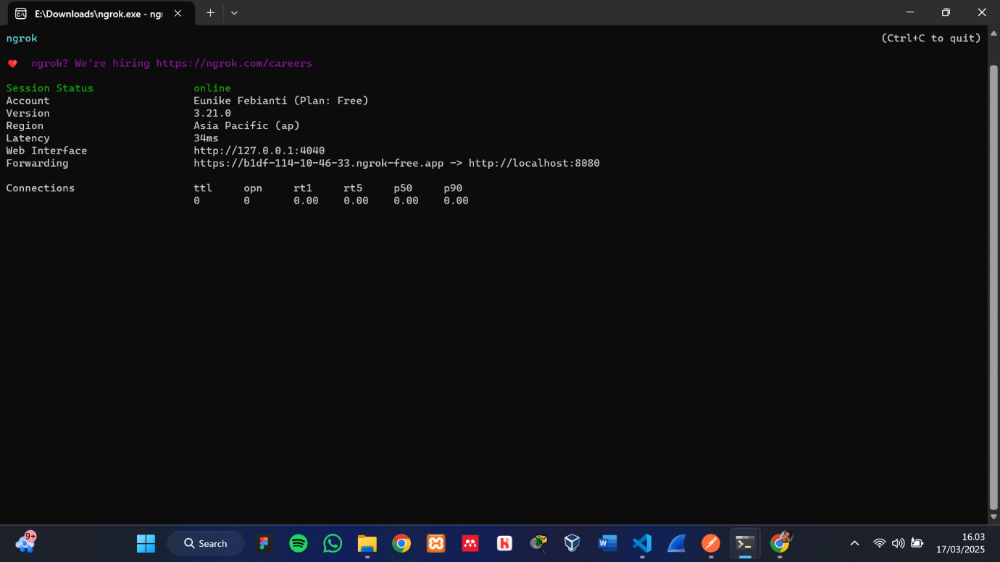 E:\Downloads\ngrok.exe - ngr
ngrok (Ctrl+C to quit)
❤️ ngrok? We're hiring https://ngrok.com/careers
Session Status online
Account Eunike Febianti (Plan: Free)
Version 3.21.0
Region Asia Pacific (ap)
Latency 34ms
Web Interface http://127.0.0.1:4040
Forwarding https://b1df-114-10-46-33.ngrok-free.app -> http://localhost:8080
Connections ttl opn rt1 rt5 p50 p90
0 0 0.00 0.00 0.00 0.00
9+
Search
16.03
17/03/2025